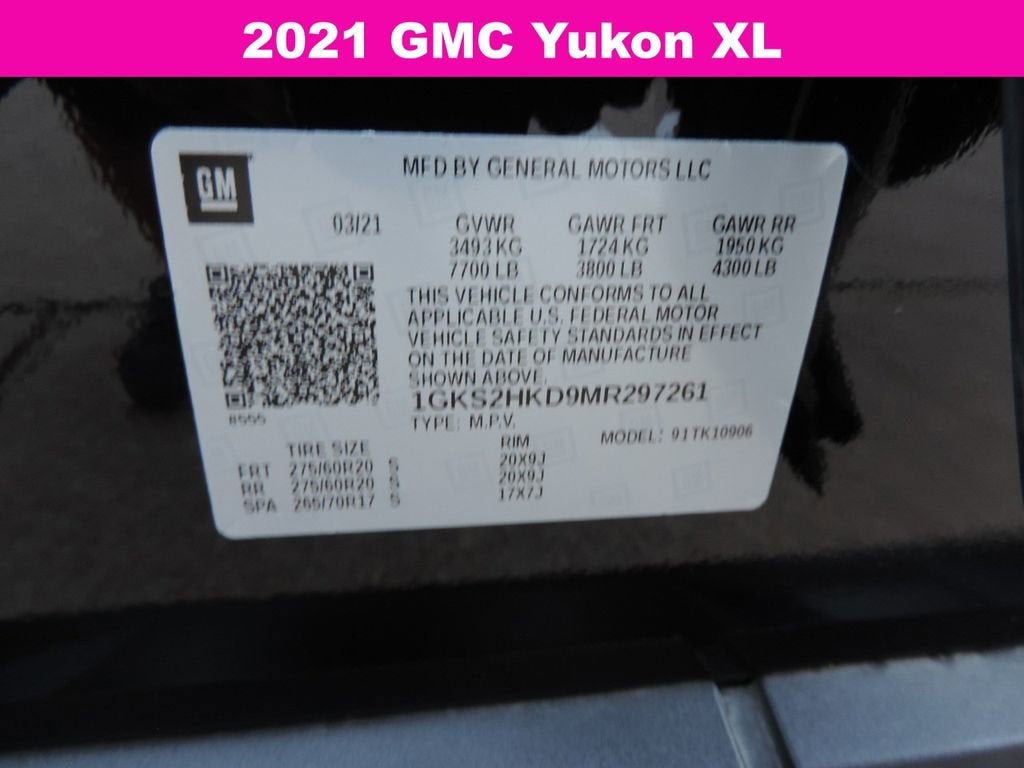 2021 GMC Yukon XL
GM
MFD BY GENERAL MOTORS LLC
03/21 GVWR GAWR FRT GAWR RR
3493 KG 1724 KG 1950 KG
7700 LB 3800 LB 4300 LB
THIS VEHICLE CONFORMS TO ALL
APPLICABLE U.S. FEDERAL MOTOR
VEHICLE SAFETY STANDARDS IN EFFECT
ON THE DATE OF MANUFACTURE
SHOWN ABOVE.
1GKS2HKD9MR297261
TYPE: M.P.V. MODEL: 91TK10906
TIRE SIZE RIM
FRT 275/60R20 S 20X9J
RR 275/60R20 S 20X9J
SPA 265/70R17 S 17X7J